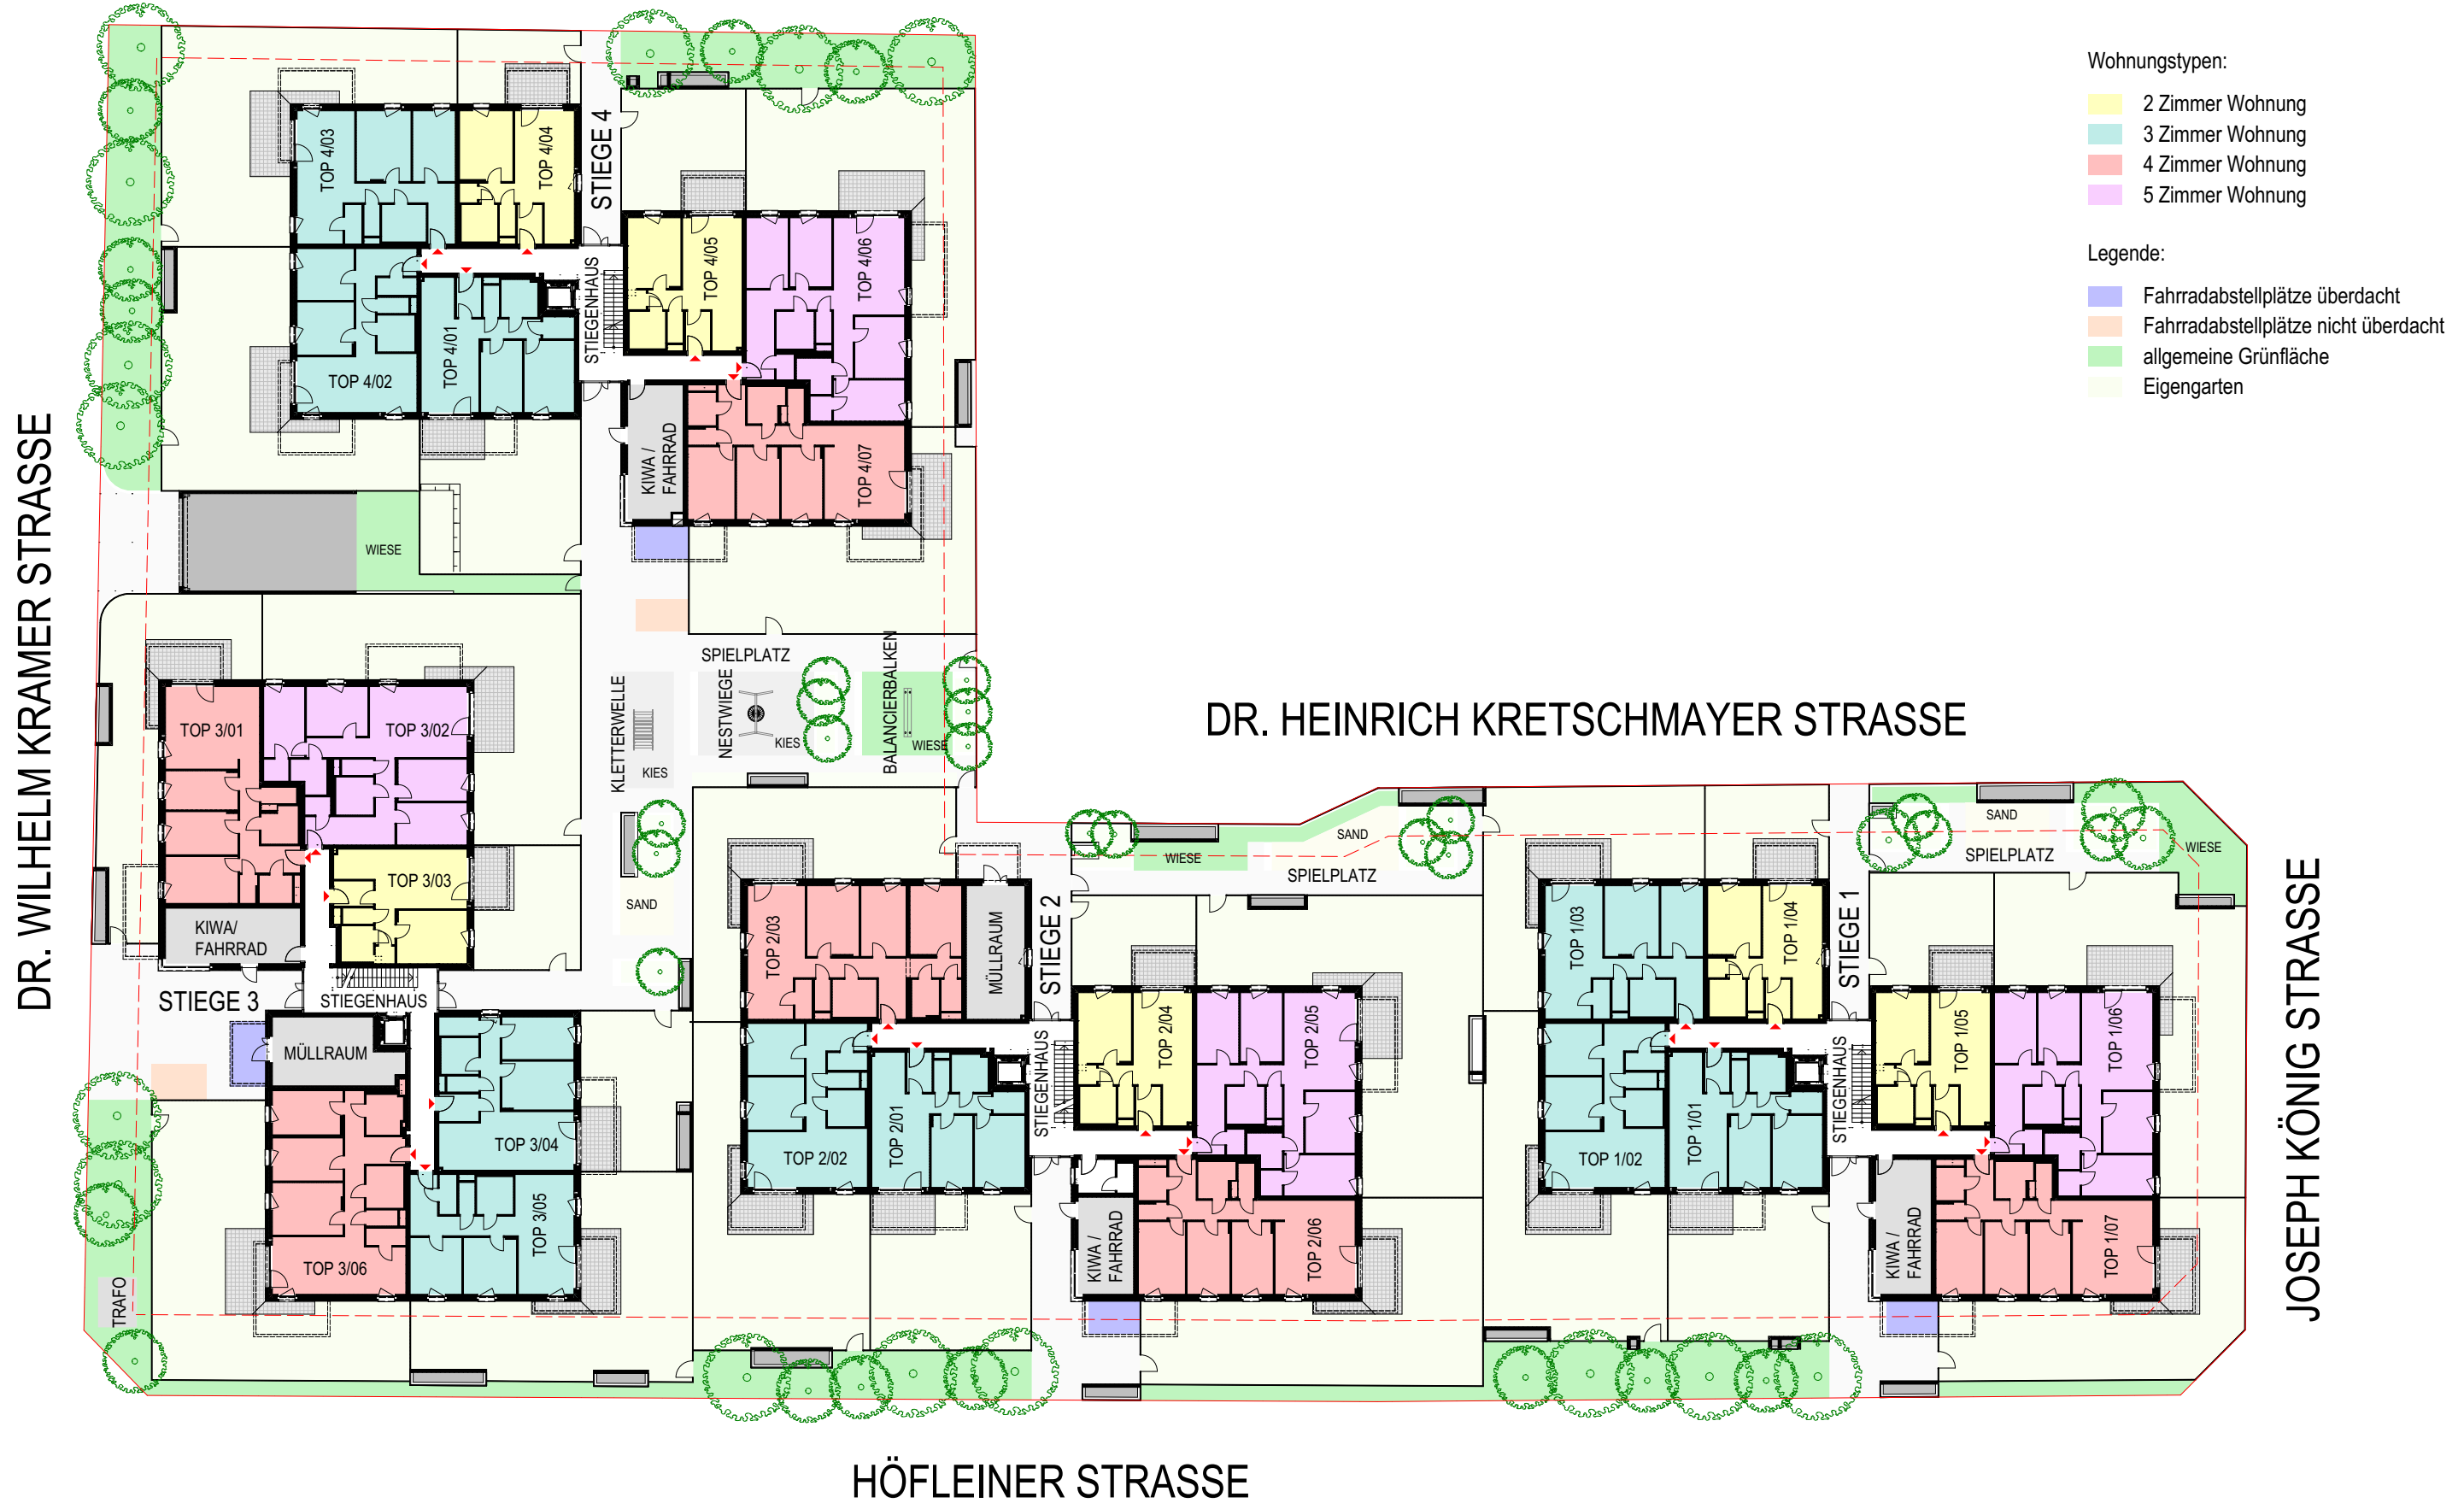 Wohnungstypen:
2 Zimmer Wohnung
3 Zimmer Wohnung
4 Zimmer Wohnung
5 Zimmer Wohnung
Legende:
Fahrradabstellplätze überdacht
Fahrradabstellplätze nicht überdacht
allgemeine Grünfläche
Eigengarten
DR. WILHELM KRAMER STRASSE
STIEGE 4
TOP 4/03
TOP 4/04
TOP 4/05
TOP 4/06
STIEGENHAUS
TOP 4/02
TOP 4/01
KIWA /
FAHRRAD
TOP 4/07
WIESE
SPIELPLATZ
KLETTERWELLE
KIES
NESTWIEGE
KIES
BALANCIERBALKEN
WIESE
SAND
TOP 3/01
TOP 3/02
TOP 3/03
KIWA/
FAHRRAD
STIEGE 3
STIEGENHAUS
MÜLLRAUM
TOP 3/04
TOP 3/05
TOP 3/06
TRAFO
DR. HEINRICH KRETSCHMAYER STRASSE
WIESE
SAND
SPIELPLATZ
TOP 2/03
MÜLLRAUM
STIEGE 2
TOP 2/04
TOP 2/05
STIEGENHAUS
TOP 2/02
TOP 2/01
KIWA /
FAHRRAD
TOP 2/06
SAND
SPIELPLATZ
WIESE
TOP 1/03
TOP 1/04
STIEGE 1
TOP 1/05
TOP 1/06
STIEGENHAUS
TOP 1/02
TOP 1/01
KIWA /
FAHRRAD
TOP 1/07
JOSEPH KÖNIG STRASSE
HÖFLEINER STRASSE